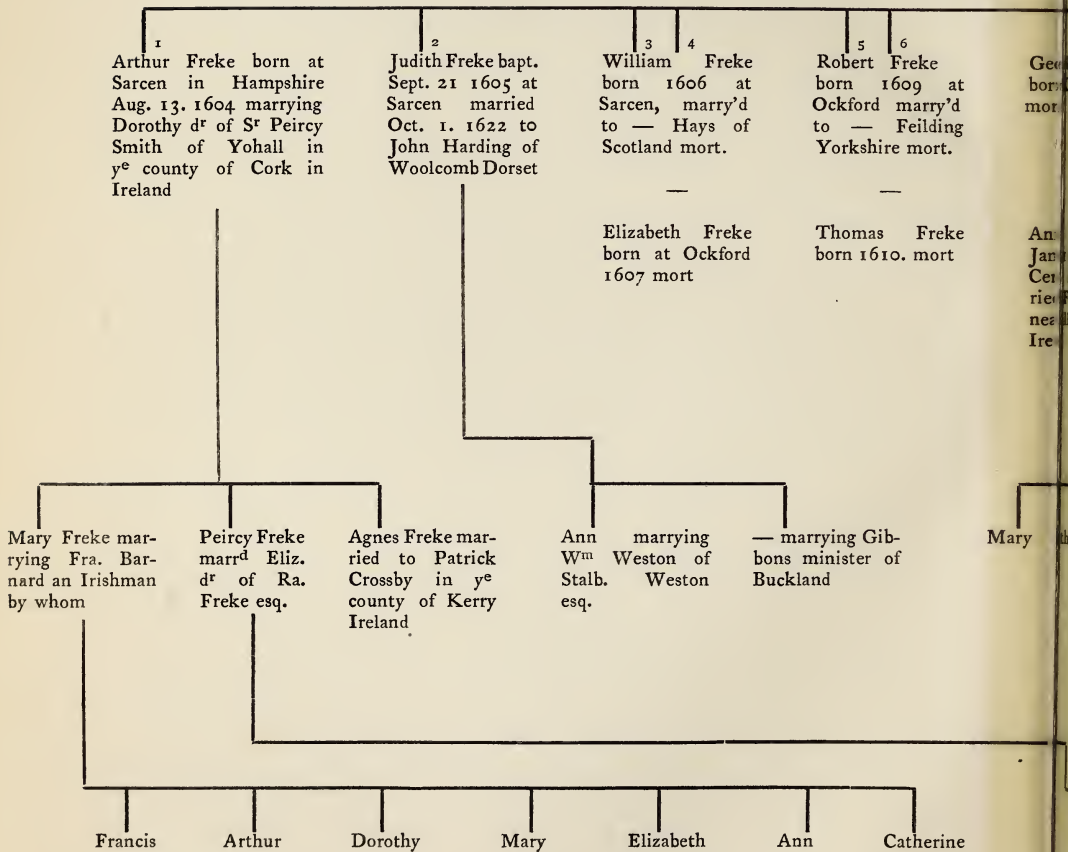 1
Arthur Freke born at
Sarcen in Hampshire
Aug. 13. 1604 marrying
Dorothy dr of Sr Peircy
Smith of Yohall in
ye county of Cork in
Ireland
2
Judith Freke bapt.
Sept. 21 1605 at
Sarcen married
Oct. 1. 1622 to
John Harding of
Woolcomb Dorset
3 4
William Freke
born 1606 at
Sarcen, marry'd
to — Hays of
Scotland mort.
—
Elizabeth Freke
born at Ockford
1607 mort
5 6
Robert Freke
born 1609 at
Ockford marry'd
to — Feilding
Yorkshire mort.
—
Thomas Freke
born 1610. mort
Mary Freke mar-
rying Fra. Bar-
nard an Irishman
by whom
Peircy Freke
marrd Eliz.
dr of Ra.
Freke esq.
Agnes Freke mar-
ried to Patrick
Crossby in ye
county of Kerry
Ireland
Ann marrying
Wm Weston of
Stalb. Weston
esq.
— marrying Gib-
bons minister of
Buckland
Mary
Francis
Arthur
Dorothy
Mary
Elizabeth
Ann
Catherine